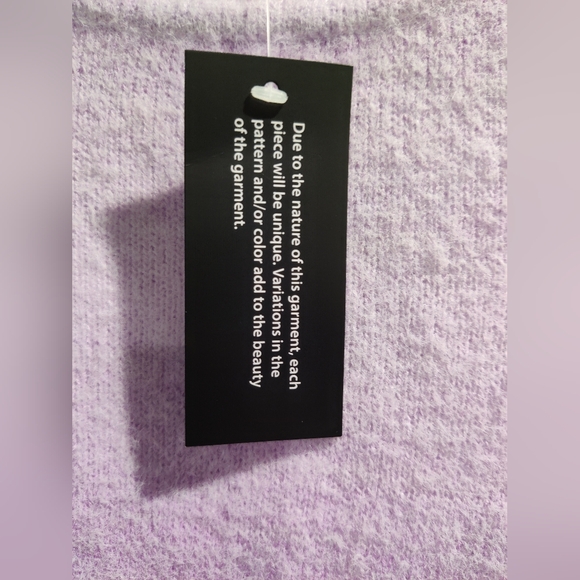 Due to the nature of this garment, each
piece will be unique. Variations in the
pattern and/or color add to the beauty
of the garment.